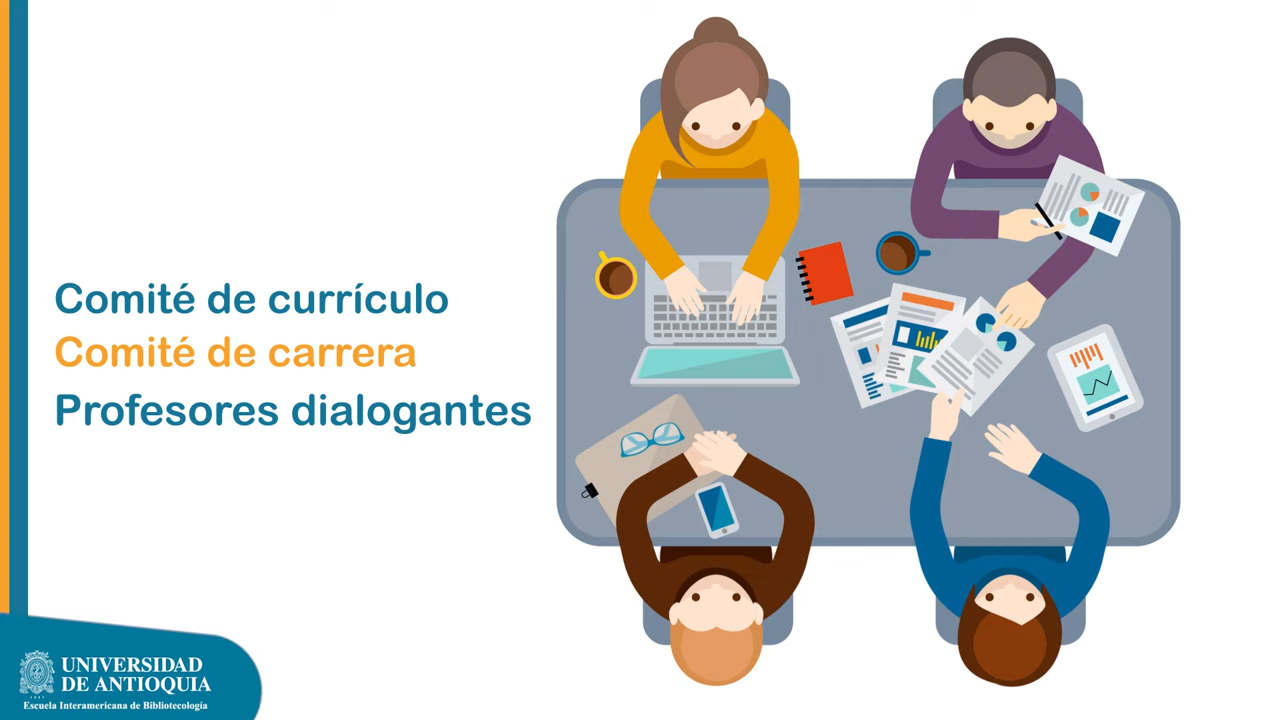 Comité de currículo
Comité de carrera
Profesores dialogantes
UNIVERSIDAD
DE ANTIOQUIA
Escuela Interamericana de Bibliotecología